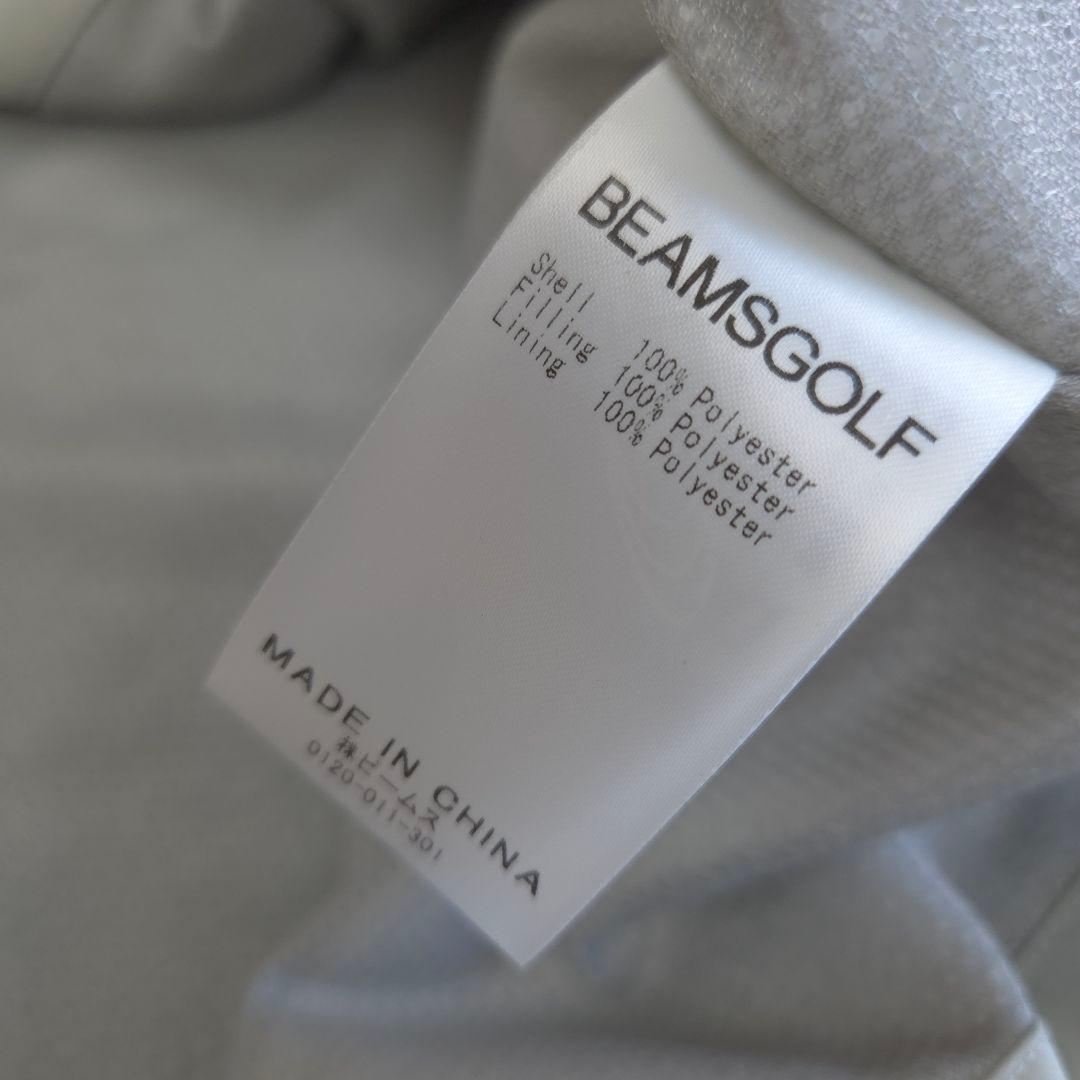 BEAMSGOLF
Shell 100% Polyester
Filling 100% Polyester
Lining 100% Polyester
MADE IN CHINA
㈱ビームス
0120-011-301